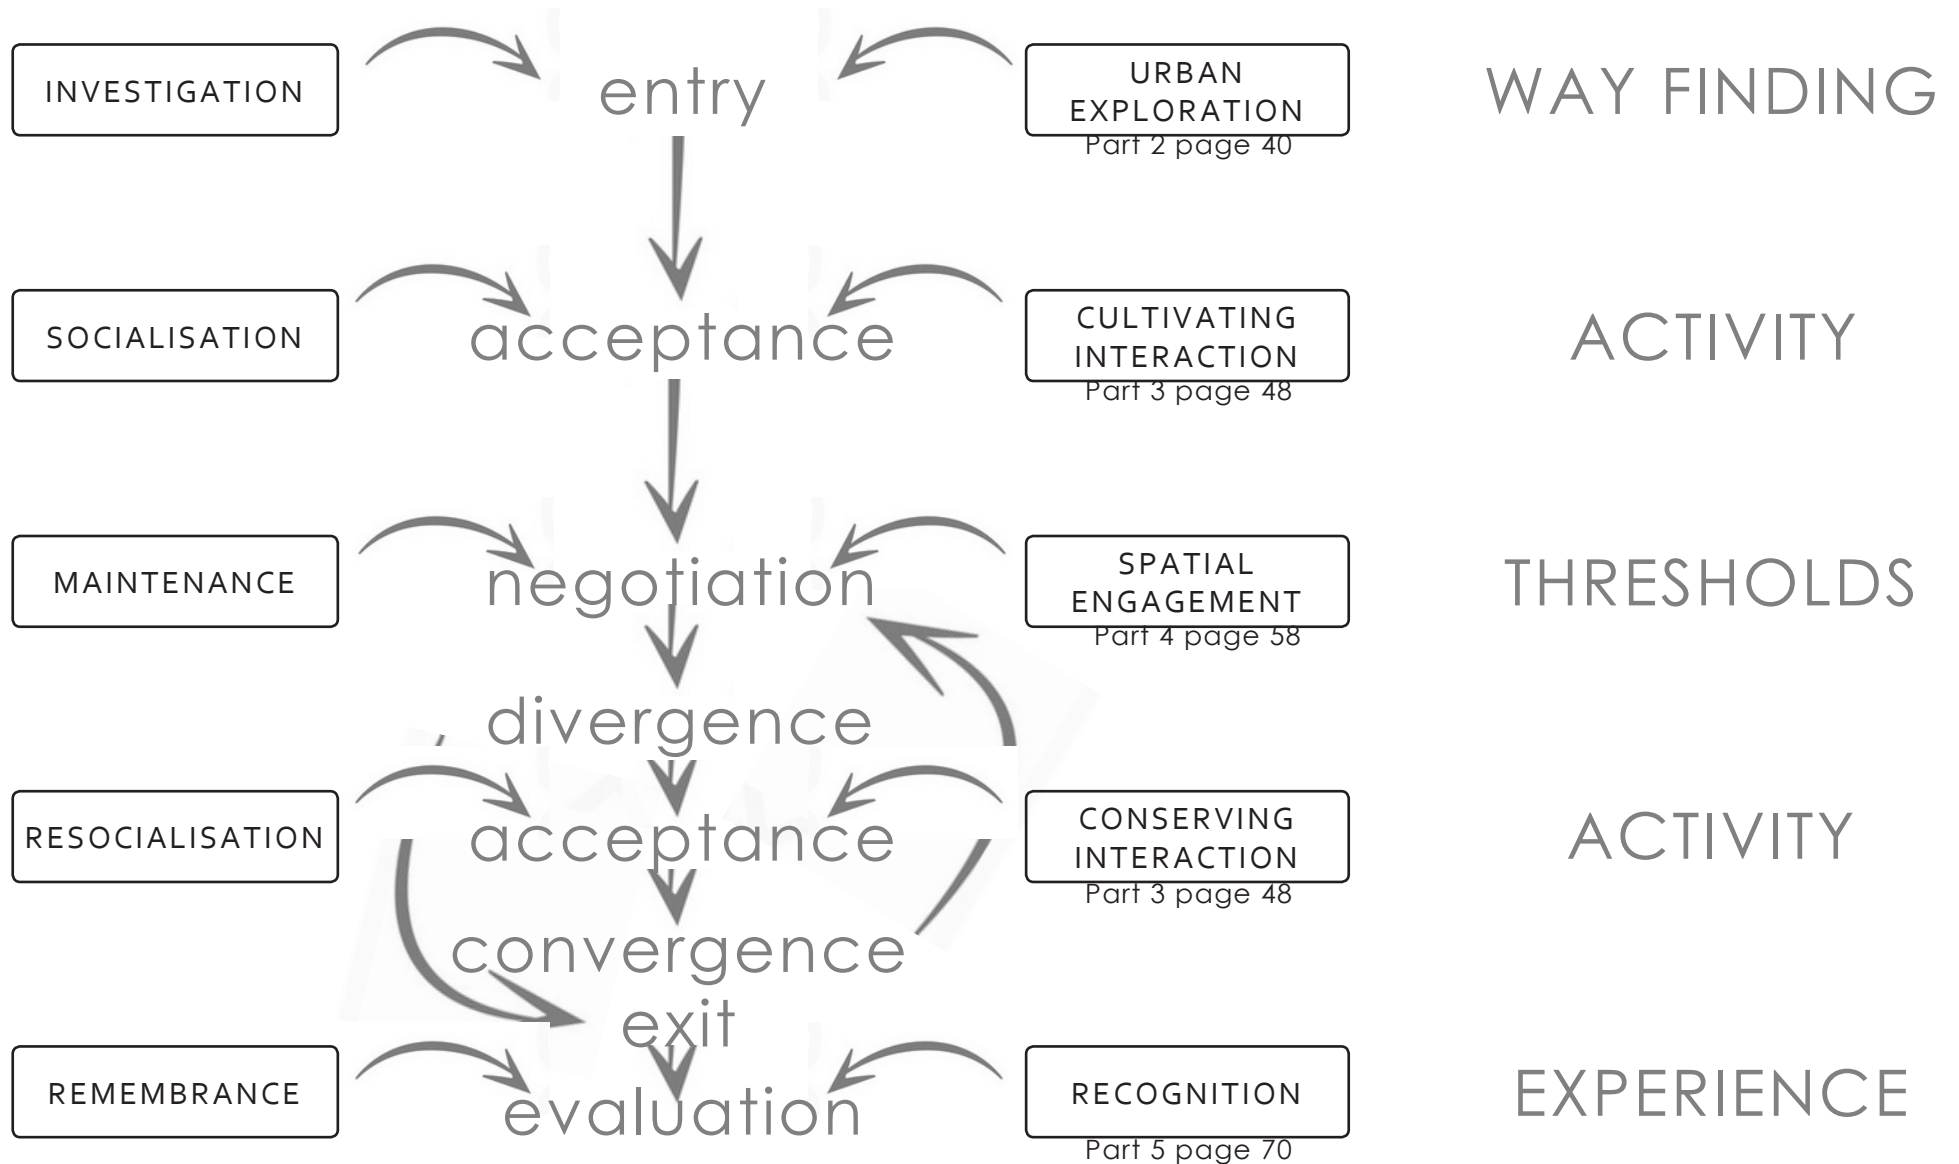 INVESTIGATION
entry
URBAN
EXPLORATION
Part 2 page 40
WAY FINDING
SOCIALISATION
acceptance
CULTIVATING
INTERACTION
Part 3 page 48
ACTIVITY
MAINTENANCE
negotiation
SPATIAL
ENGAGEMENT
Part 4 page 58
THRESHOLDS
divergence
RESOCIALISATION
acceptance
CONSERVING
INTERACTION
Part 3 page 48
ACTIVITY
convergence
exit
REMEMBRANCE
evaluation
RECOGNITION
Part 5 page 70
EXPERIENCE